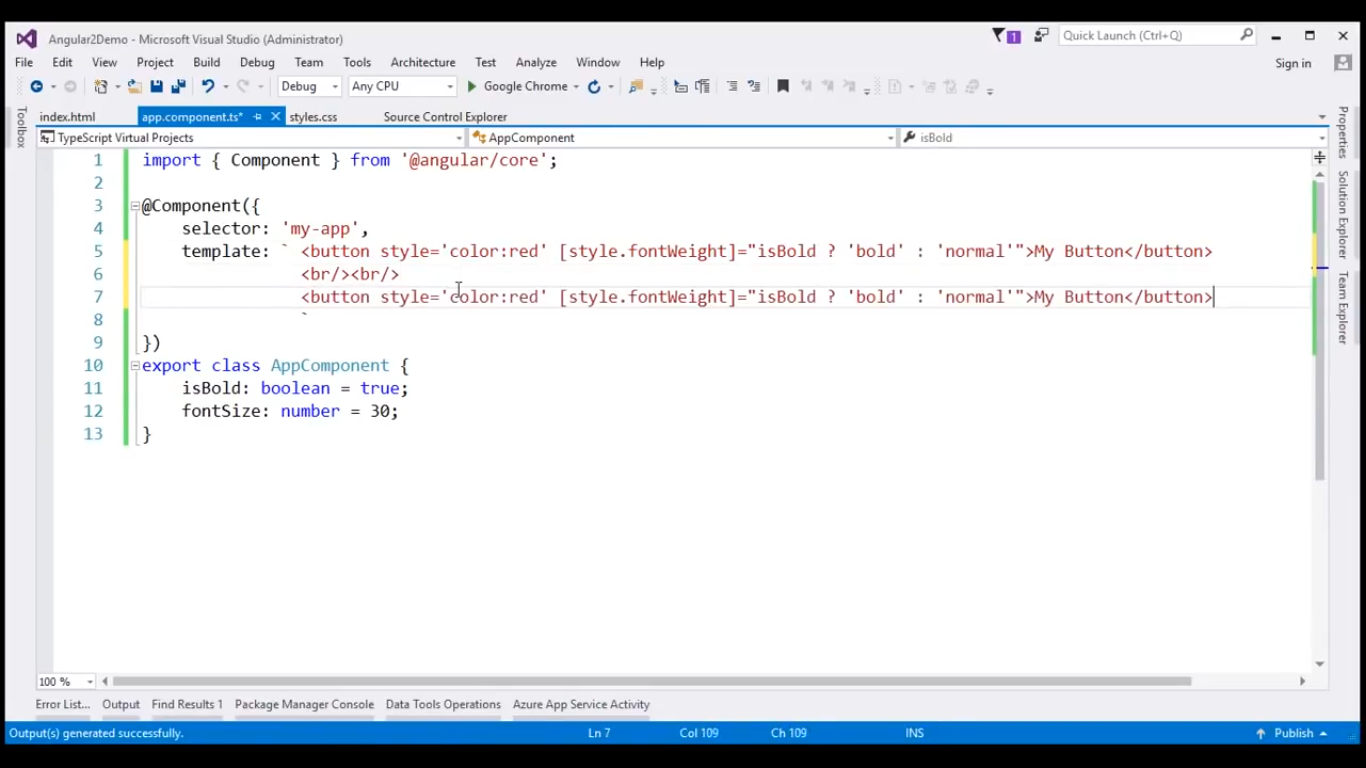 Angular2Demo - Microsoft Visual Studio (Administrator)
1
Quick Launch (Ctrl+Q)
File Edit View Project Build Debug Team Tools Architecture Test Analyze Window Help
Sign in
Debug Any CPU Google Chrome
index.html app.component.ts* styles.css Source Control Explorer
TypeScript Virtual Projects AppComponent isBold
1 import { Component } from '@angular/core';
2
3 @Component({
4 selector: 'my-app',
5 template: ` <button style='color:red' [style.fontWeight]="isBold ? 'bold' : 'normal'">My Button</button>
6 <br/><br/>
7 <button style='color:red' [style.fontWeight]="isBold ? 'bold' : 'normal'">My Button</button>
8 `
9 })
10 export class AppComponent {
11 isBold: boolean = true;
12 fontSize: number = 30;
13 }
Toolbox
Properties
Solution Explorer
Team Explorer
100 %
Error List... Output Find Results 1 Package Manager Console Data Tools Operations Azure App Service Activity
Output(s) generated successfully. Ln 7 Col 109 Ch 109 INS Publish